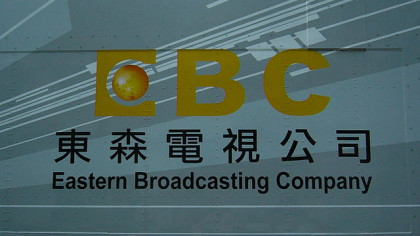 EBC
東森電視公司
Eastern Broadcasting Company